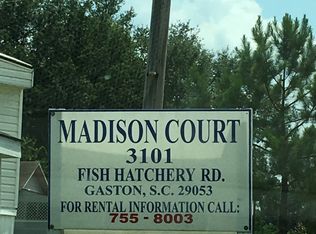 MADISON COURT
3101
FISH HATCHERY RD.
GASTON, S.C. 29053
FOR RENTAL INFORMATION CALL:
755 - 8003